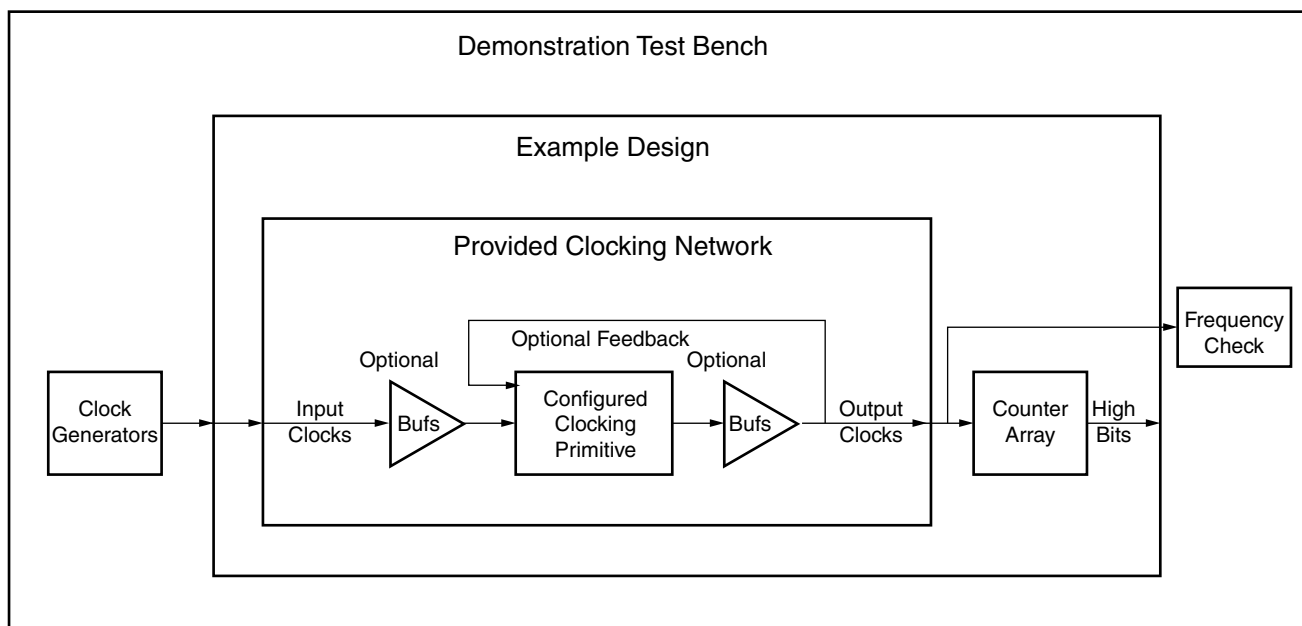 Demonstration Test Bench
Example Design
Provided Clocking Network
Frequency
Check
Optional Feedback
Optional
Optional
Clock
Generators
Input
Clocks
Bufs
Configured
Clocking
Primitive
Bufs
Output
Clocks
Counter
Array
High
Bits